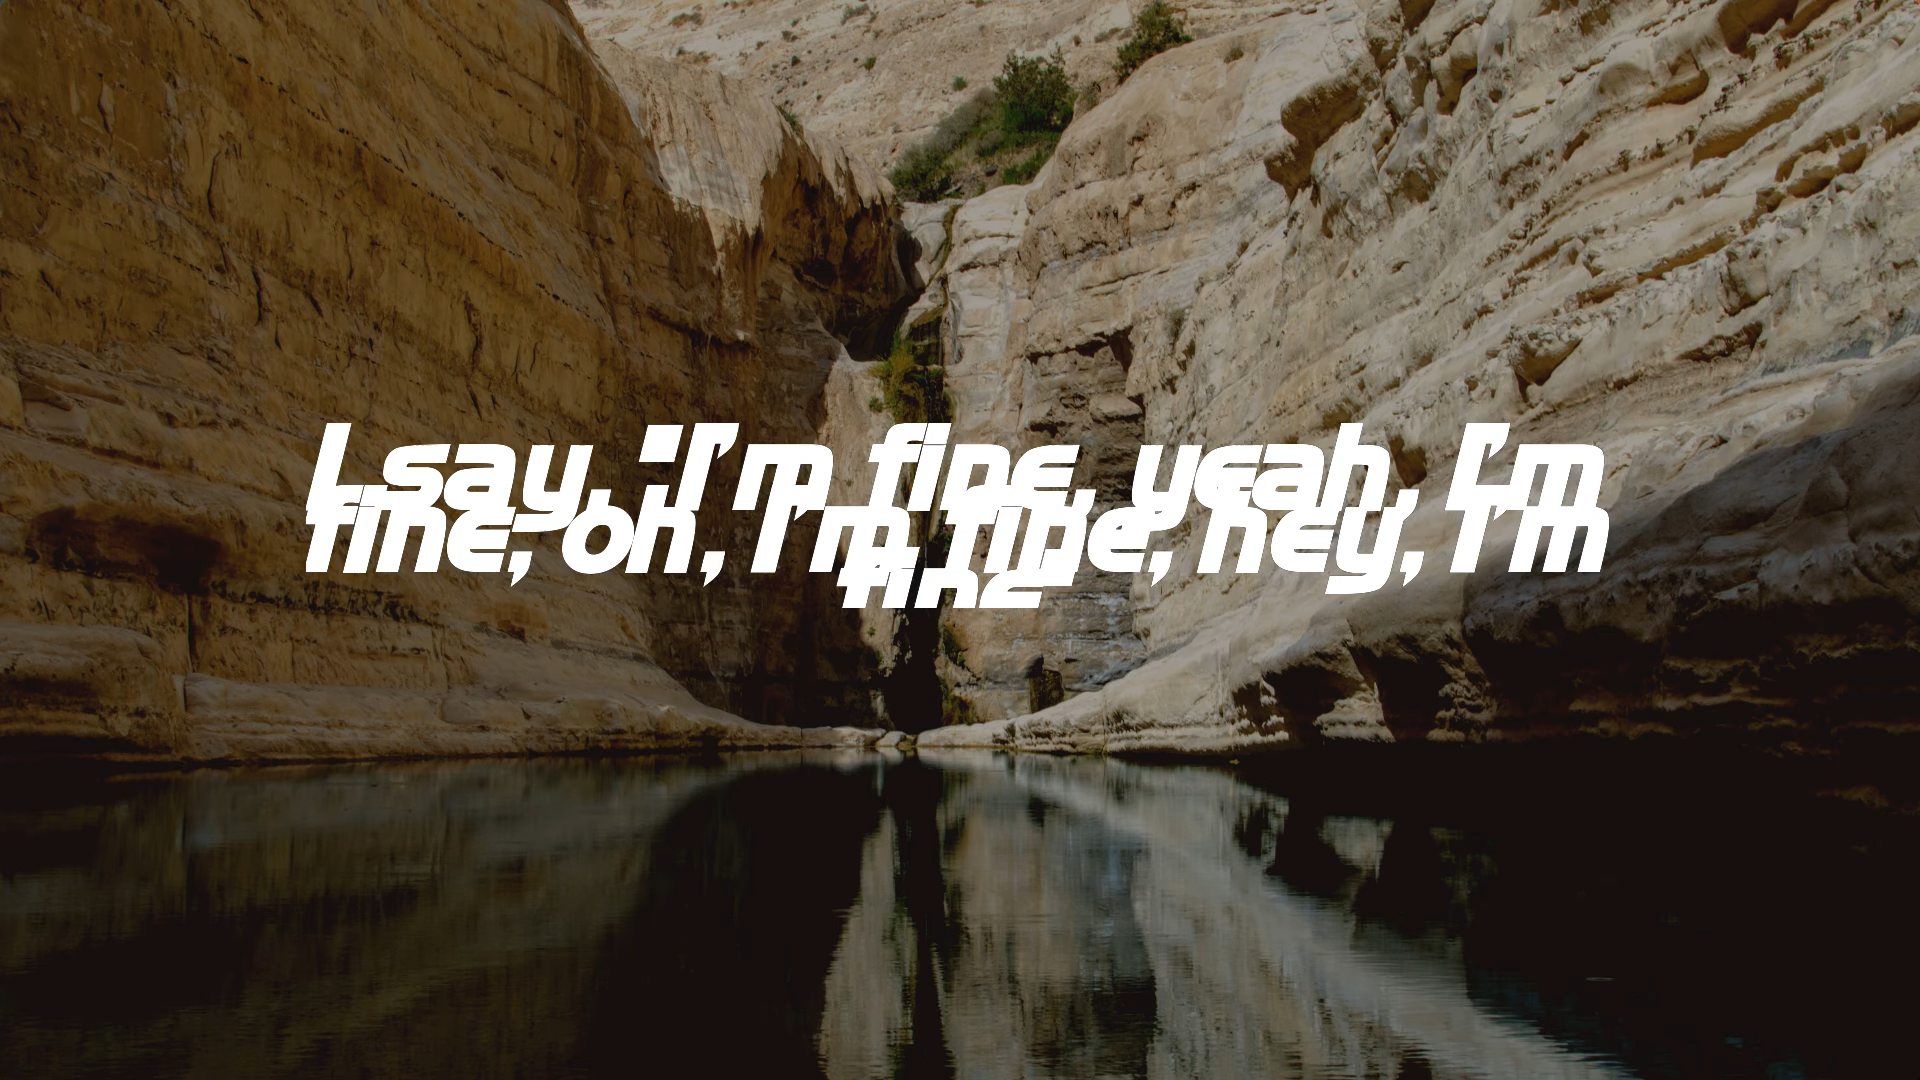 I say, "I'm fine, yeah, I'm
fine, oh, I'm fine, hey, I'm
fine"